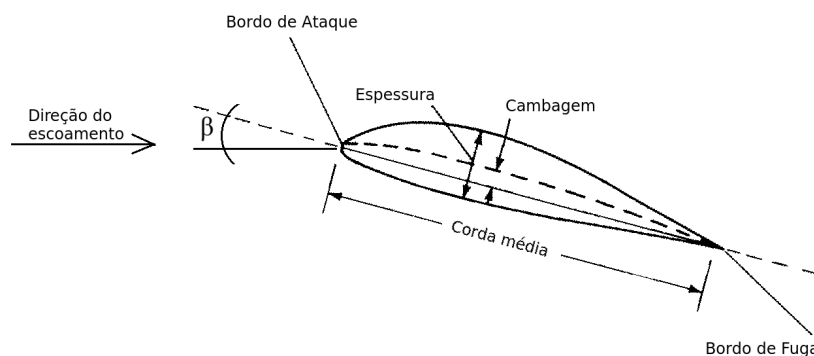 Bordo de Ataque
Espessura
Cambagem
Direção do
escoamento
β
Corda média
Bordo de Fuga